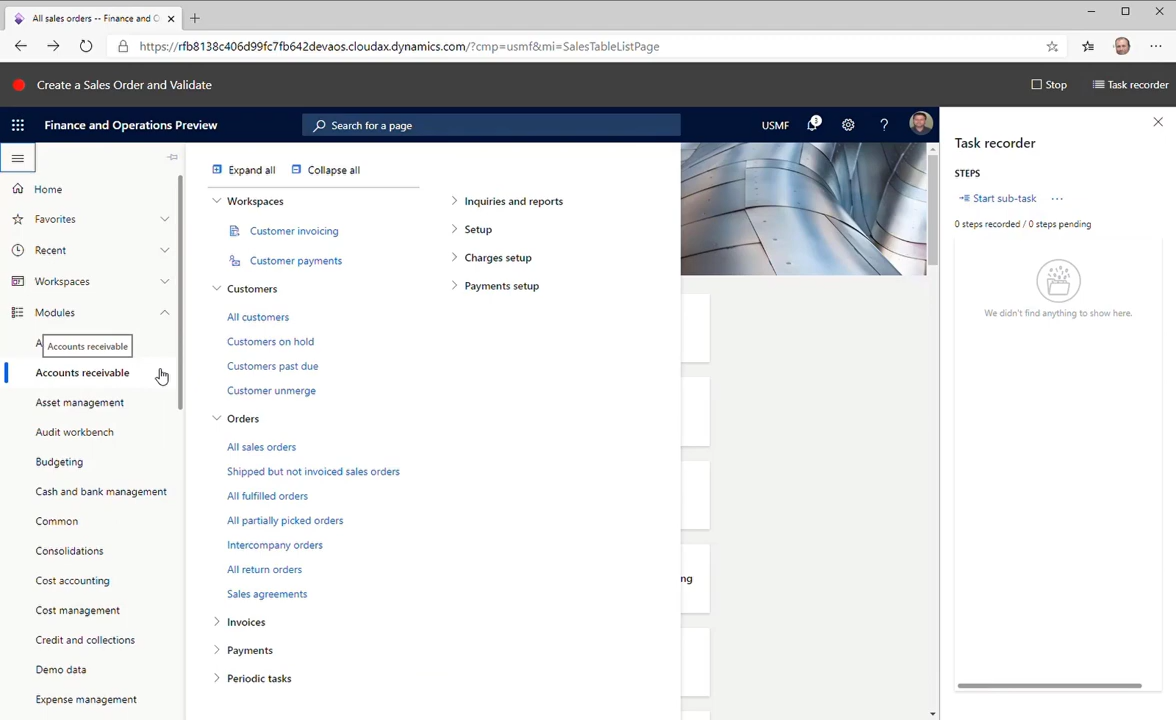 All sales orders -- Finance and O
https://rfb8138c406d99fc7fb642devaos.cloudax.dynamics.com/?cmp=usmf&mi=SalesTableListPage
Create a Sales Order and Validate
Stop
Task recorder
Finance and Operations Preview
Search for a page
USMF
3
?
Home
Favorites
Recent
Workspaces
Modules
A
Accounts receivable
Accounts receivable
Asset management
Audit workbench
Budgeting
Cash and bank management
Common
Consolidations
Cost accounting
Cost management
Credit and collections
Demo data
Expense management
Expand all
Collapse all
Workspaces
Customer invoicing
Customer payments
Customers
All customers
Customers on hold
Customers past due
Customer unmerge
Orders
All sales orders
Shipped but not invoiced sales orders
All fulfilled orders
All partially picked orders
Intercompany orders
All return orders
Sales agreements
Invoices
Payments
Periodic tasks
Inquiries and reports
Setup
Charges setup
Payments setup
ng
Task recorder
STEPS
Start sub-task
0 steps recorded / 0 steps pending
We didn't find anything to show here.